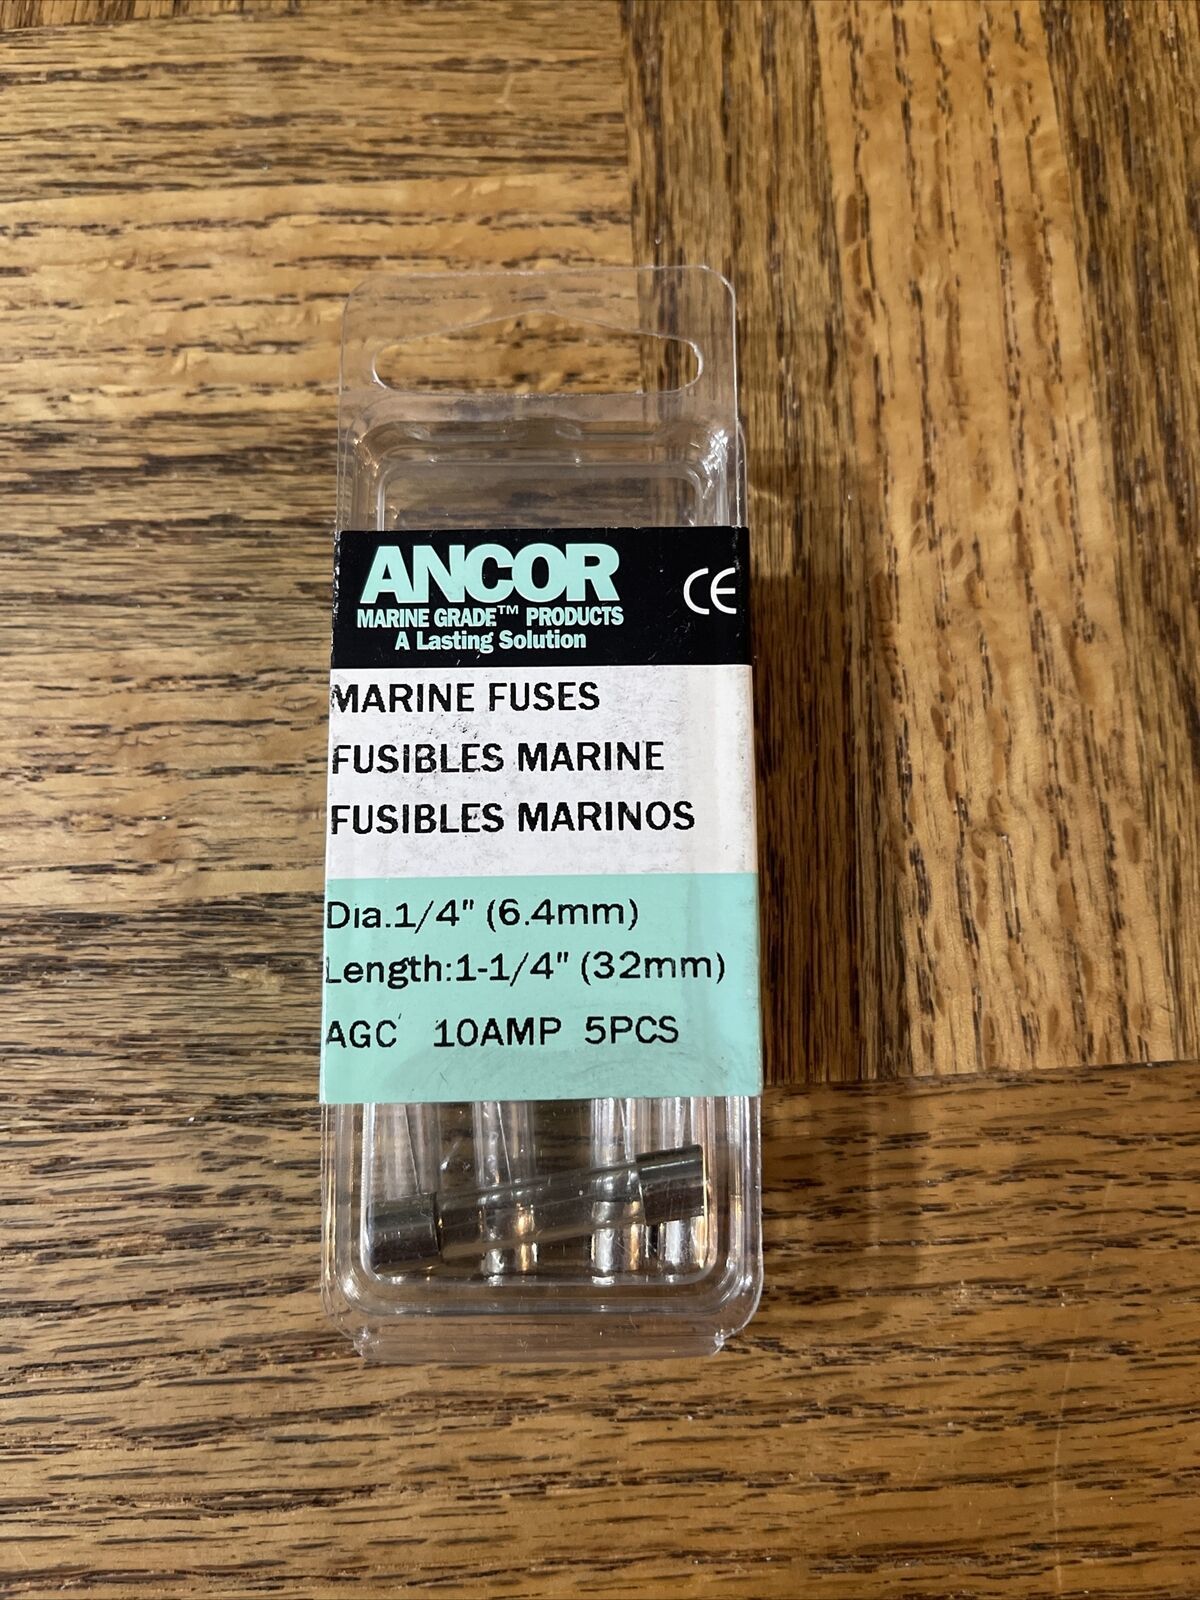 ANCOR
MARINE GRADE™ PRODUCTS
A Lasting Solution
CE
MARINE FUSES
FUSIBLES MARINE
FUSIBLES MARINOS
Dia.1/4" (6.4mm)
Length:1-1/4" (32mm)
AGC 10AMP 5PCS